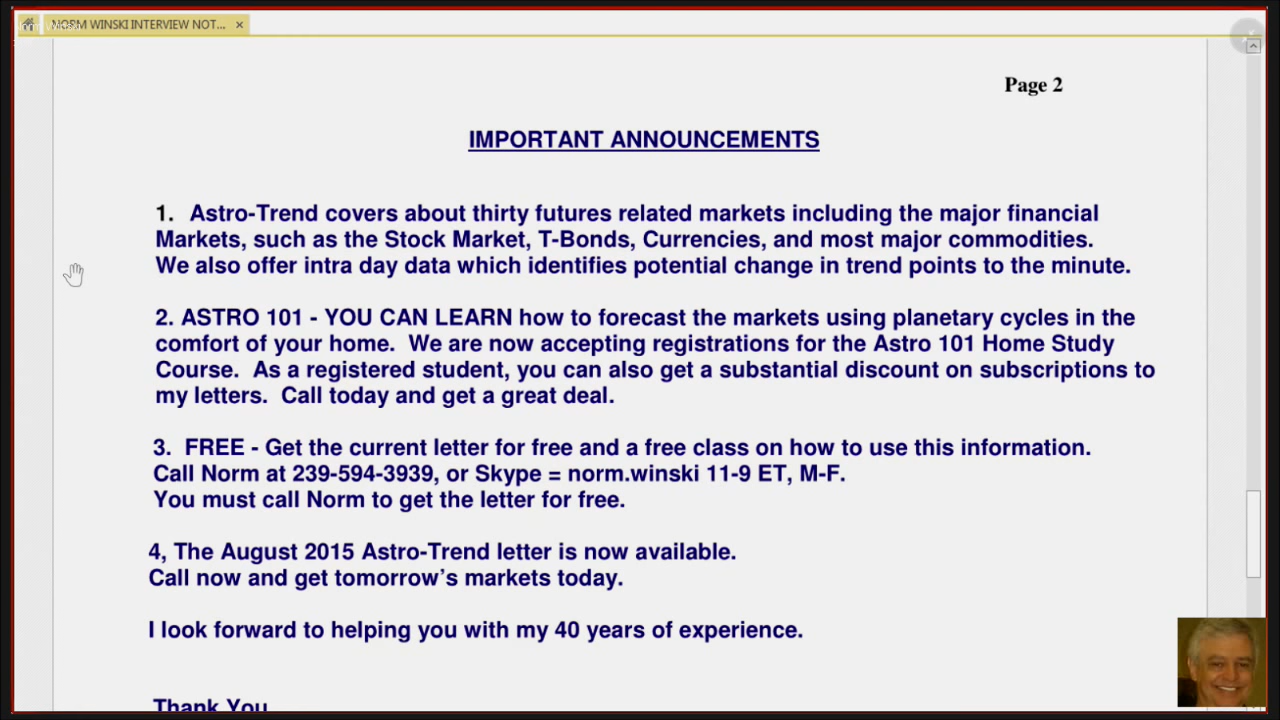 NORM WINSKI INTERVIEW NOT...
Page 2
IMPORTANT ANNOUNCEMENTS
1. Astro-Trend covers about thirty futures related markets including the major financial
Markets, such as the Stock Market, T-Bonds, Currencies, and most major commodities.
We also offer intra day data which identifies potential change in trend points to the minute.
2. ASTRO 101 - YOU CAN LEARN how to forecast the markets using planetary cycles in the
comfort of your home. We are now accepting registrations for the Astro 101 Home Study
Course. As a registered student, you can also get a substantial discount on subscriptions to
my letters. Call today and get a great deal.
3. FREE - Get the current letter for free and a free class on how to use this information.
Call Norm at 239-594-3939, or Skype = norm.winski 11-9 ET, M-F.
You must call Norm to get the letter for free.
4, The August 2015 Astro-Trend letter is now available.
Call now and get tomorrow’s markets today.
I look forward to helping you with my 40 years of experience.
Thank You